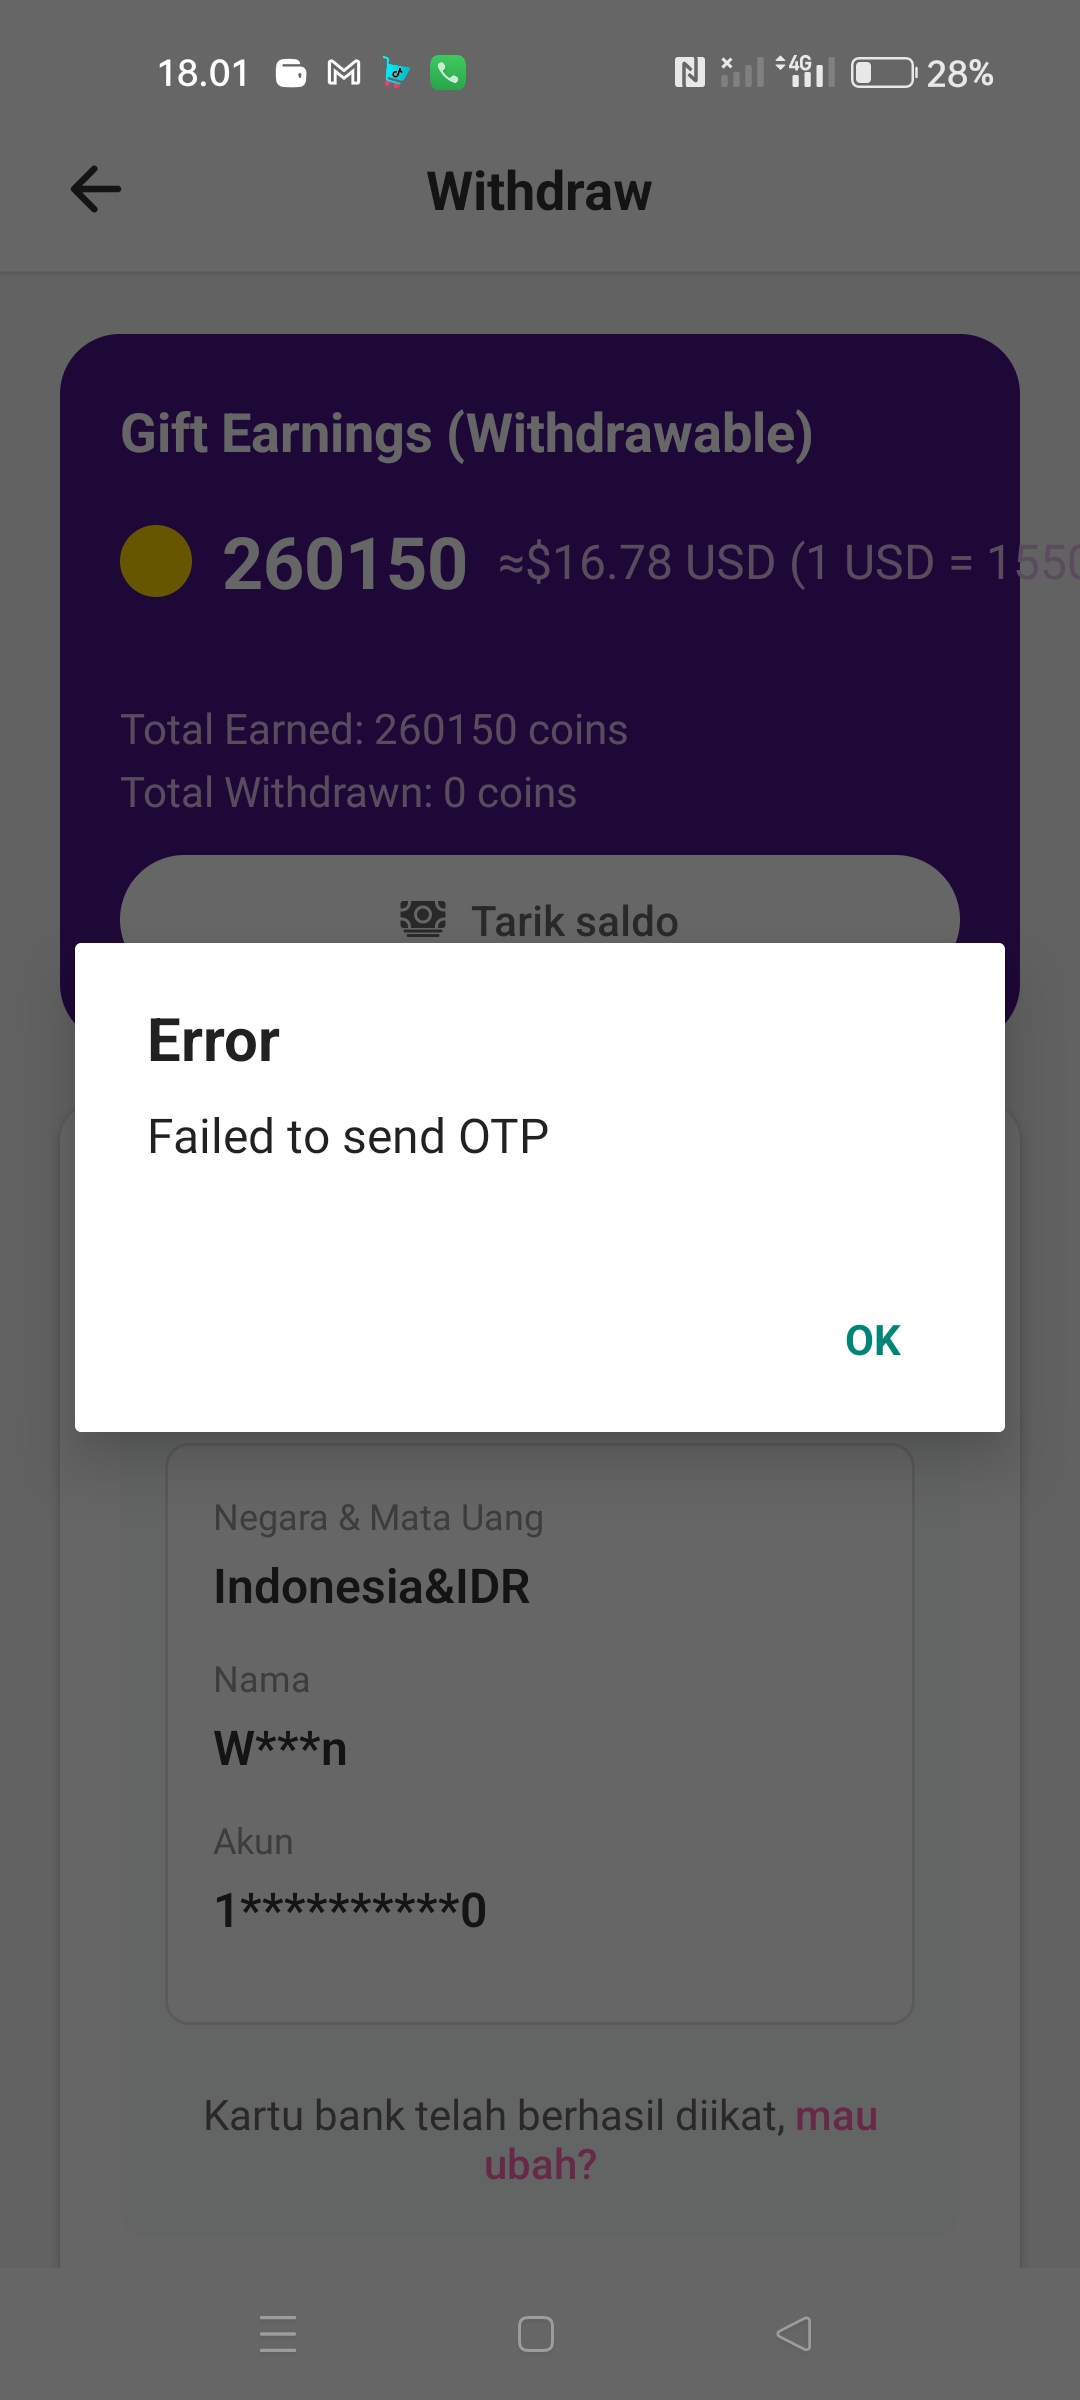 18.01
4G
28%
Withdraw
Gift Earnings (Withdrawable)
260150 ≈$16.78 USD (1 USD = 1550
Total Earned: 260150 coins
Total Withdrawn: 0 coins
Tarik saldo
Error
Failed to send OTP
OK
Negara & Mata Uang
Indonesia&IDR
Nama
W***n
Akun
1**********0
Kartu bank telah berhasil diikat, mau
ubah?